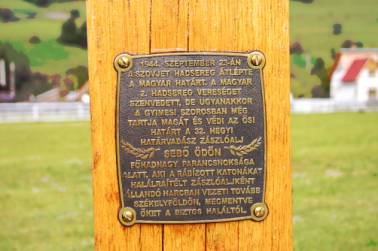 1944. SZEPTEMBER 23-ÁN
A SZOVJET HADSEREG ÁTLÉPTE
A MAGYAR HATÁRT. A MAGYAR
2. HADSEREG VERESÉGET
SZENVEDETT, DE UGYANAKKOR
A GYIMESI SZOROSBAN MÉG
TARTJA MAGÁT ÉS VÉDI AZ ŐSI
HATÁRT A 32. HEGYI
HATÁRVADÁSZ ZÁSZLÓALJ
SEBŐ ÖDÖN
FŐHADNAGY PARANCSNOKSÁGA
ALATT, AKI A RÁBÍZOTT KATONÁKAT
HALÁLRAÍTÉLT ZÁSZLÓALJKÉNT
ÁLLANDÓ HARCBAN VEZETI TOVÁBB
SZÉKELYFÖLDÖN, MEGMENTVE
ŐKET A BIZTOS HALÁLTÓL.